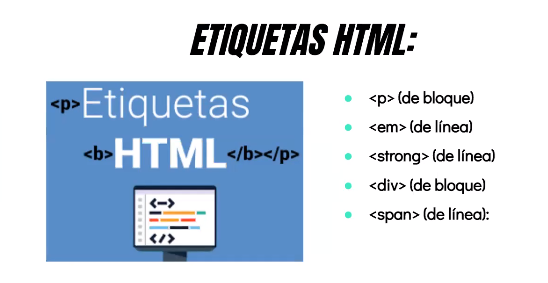 ETIQUETAS HTML:
<p>Etiquetas
<b>HTML</b></p>
<-->
</>
<p> (de bloque)
<em> (de línea)
<strong> (de línea)
<div> (de bloque)
<span> (de línea):